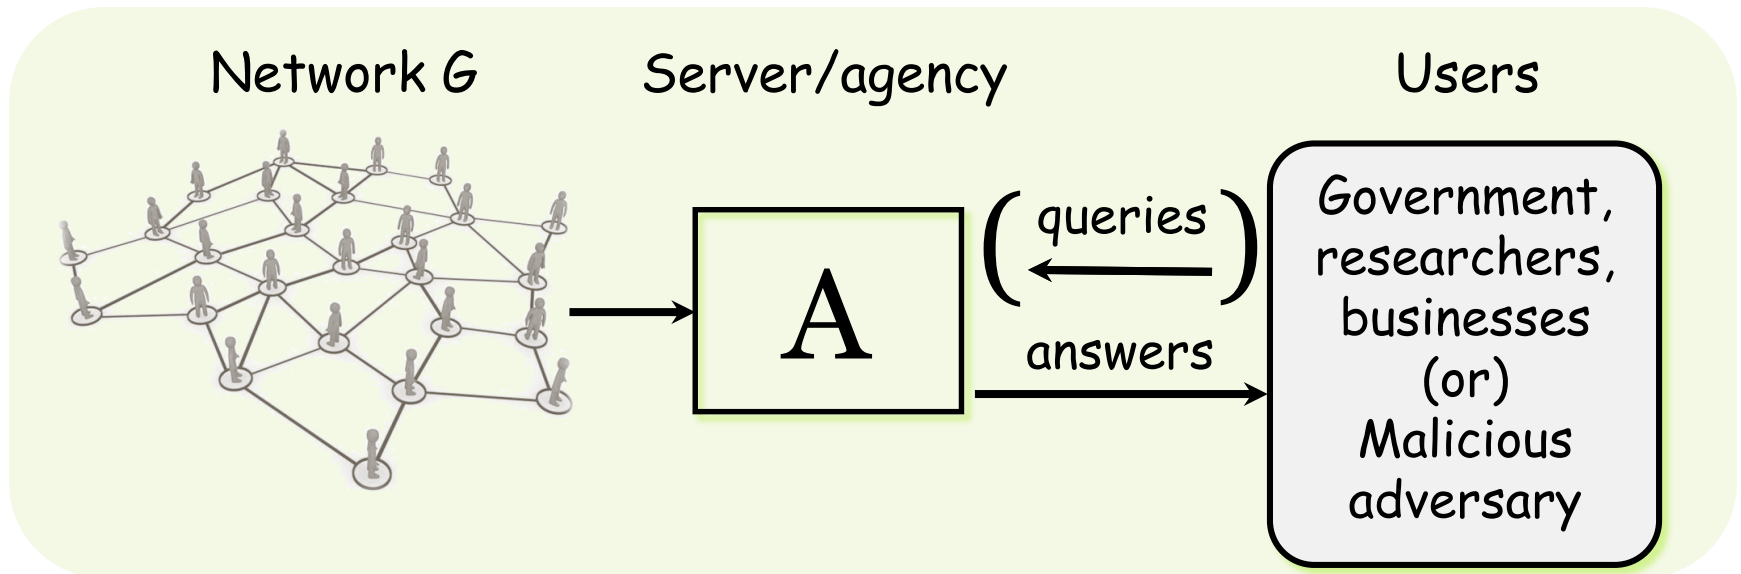 Network G
Server/agency
Users
A
( queries )
answers
Government,
researchers,
businesses
(or)
Malicious
adversary